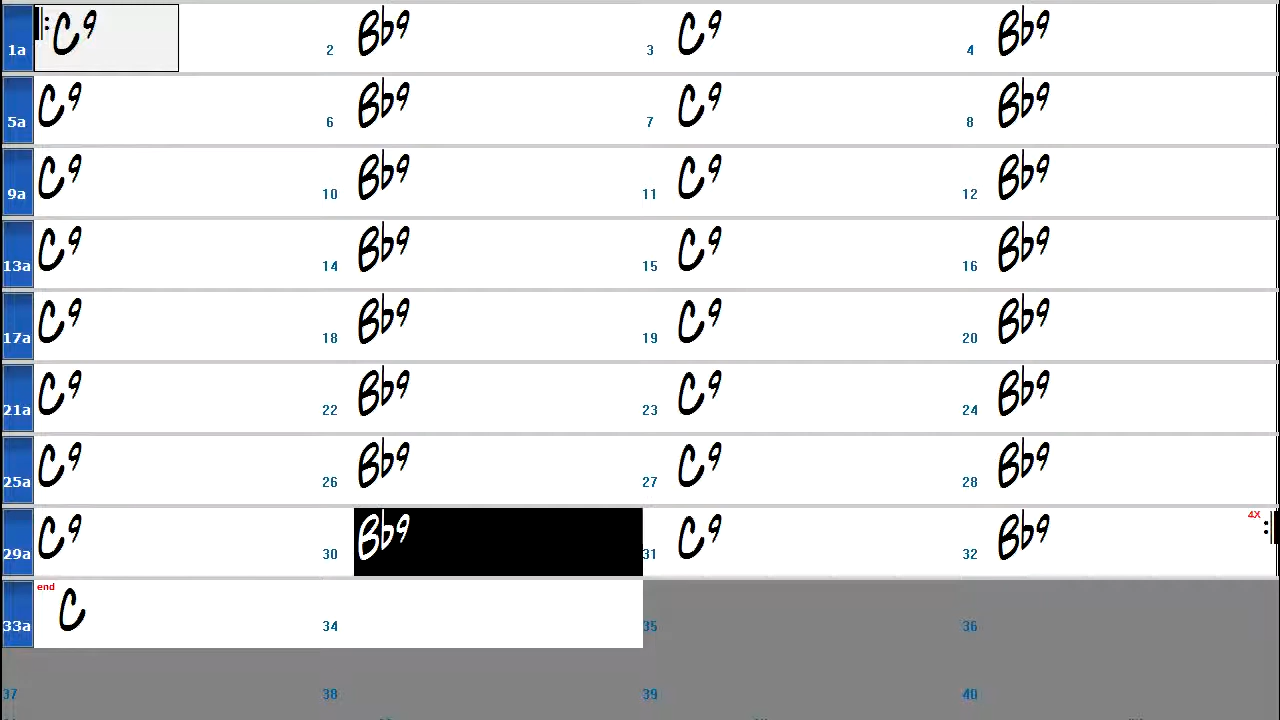 1a C9 2 Bb9 3 C9 4 Bb9
5a C9 6 Bb9 7 C9 8 Bb9
9a C9 10 Bb9 11 C9 12 Bb9
13a C9 14 Bb9 15 C9 16 Bb9
17a C9 18 Bb9 19 C9 20 Bb9
21a C9 22 Bb9 23 C9 24 Bb9
25a C9 26 Bb9 27 C9 28 Bb9
29a C9 30 Bb9 31 C9 32 Bb9 4X
33a end C 34 35 36
37 38 39 40